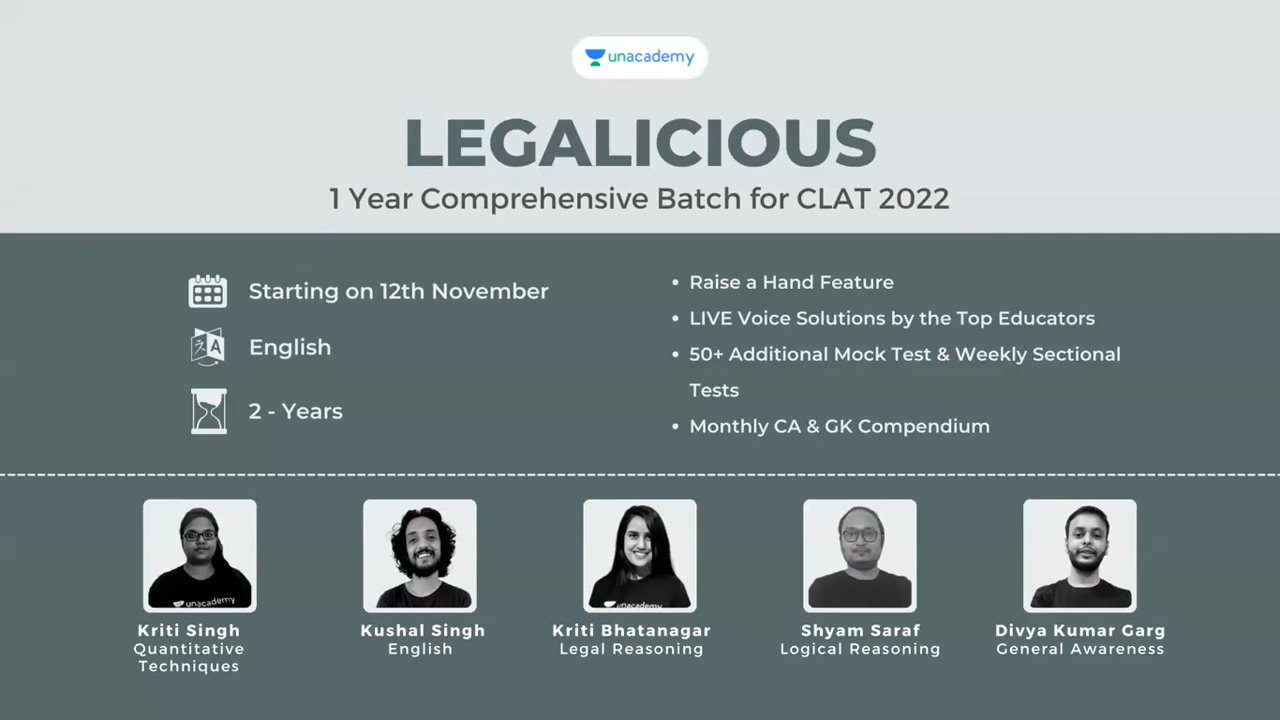 unacademy
LEGALICIOUS
1 Year Comprehensive Batch for CLAT 2022
Starting on 12th November
English
2 - Years
• Raise a Hand Feature
• LIVE Voice Solutions by the Top Educators
• 50+ Additional Mock Test & Weekly Sectional
Tests
• Monthly CA & GK Compendium
unacademy
unacademy
Kriti Singh
Quantitative
Techniques
Kushal Singh
English
Kriti Bhatanagar
Legal Reasoning
Shyam Saraf
Logical Reasoning
Divya Kumar Garg
General Awareness